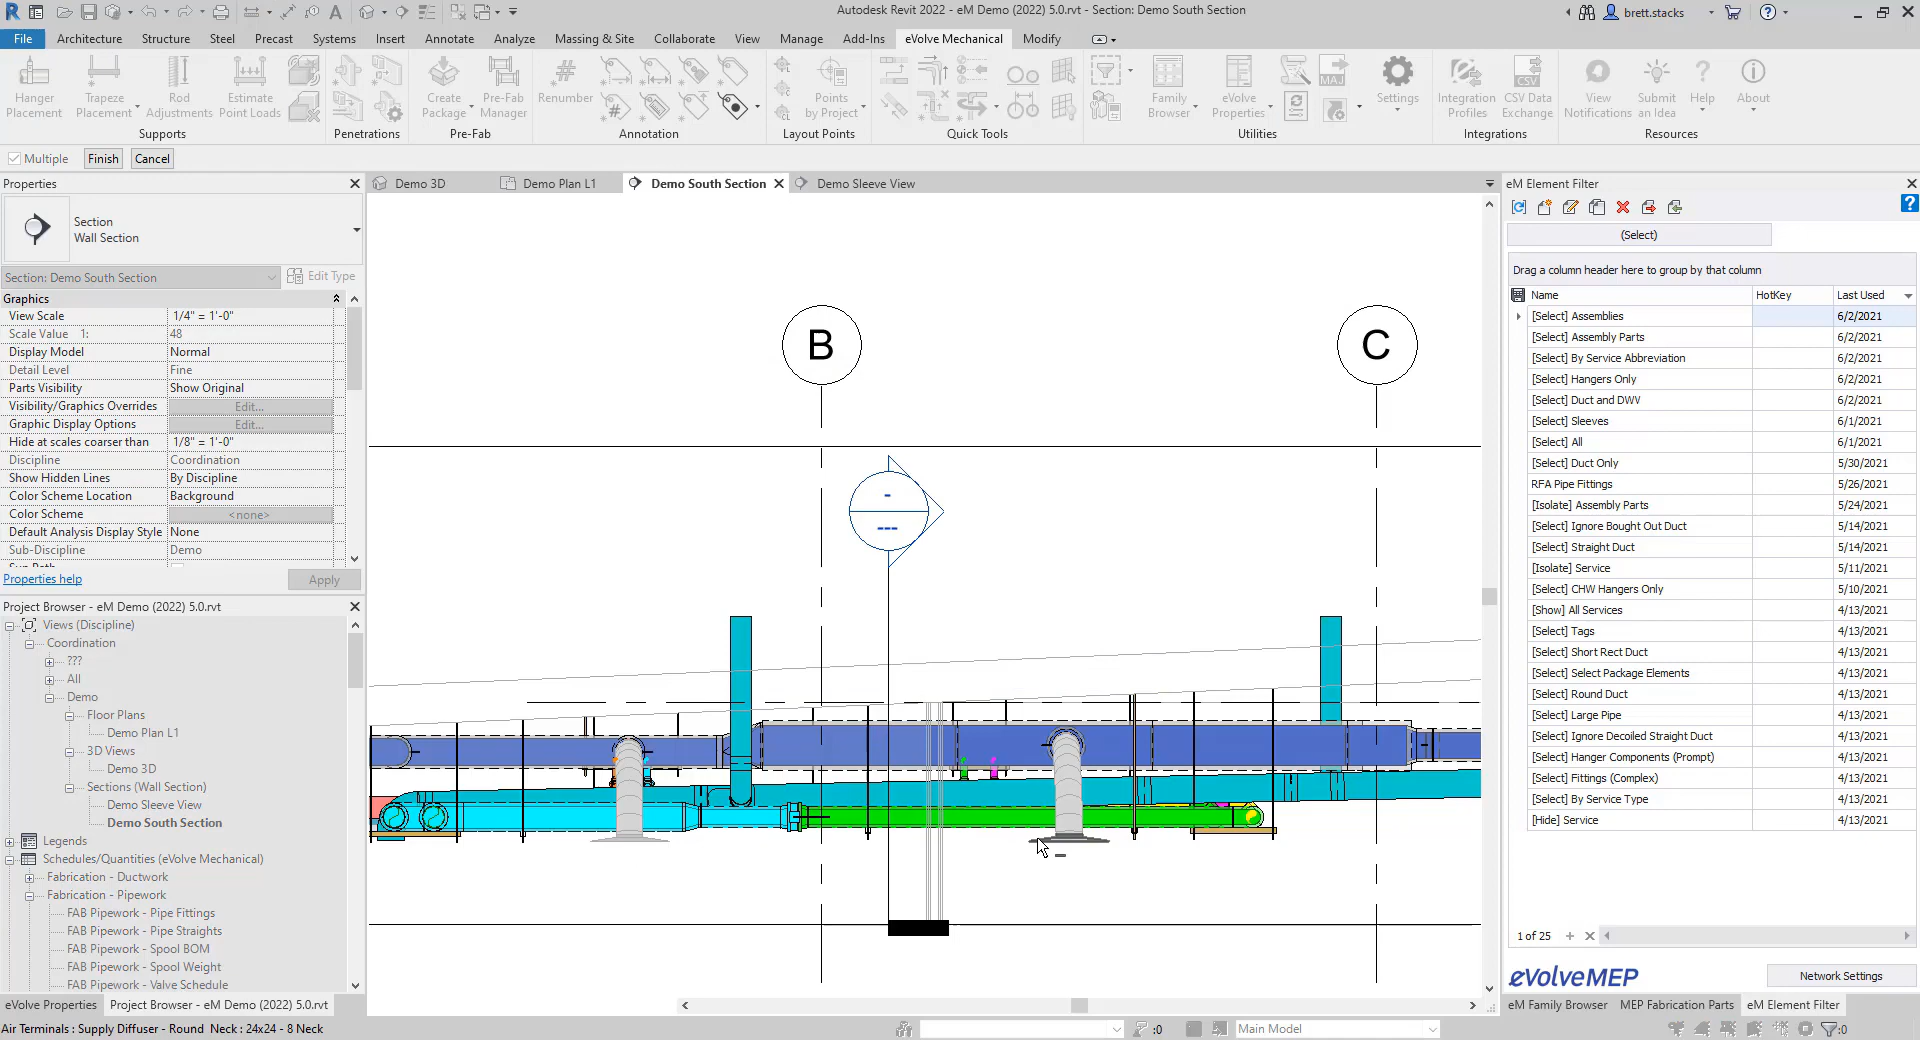 Autodesk Revit 2022 - eM Demo (2022) 5.0.rvt - Section: Demo South Section
brett.stacks
File Architecture Structure Steel Precast Systems Insert Annotate Analyze Massing & Site Collaborate View Manage Add-Ins eVolve Mechanical Modify
Hanger Placement
Trapeze Placement
Rod Adjustments
Estimate Point Loads
Create Package
Pre-Fab Manager
Renumber
Points by Project
Family Browser
eVolve Properties
MAJ
Settings
Integration Profiles
CSV
CSV Data Exchange
View Notifications
Submit an Idea
Help
About
Supports Penetrations Pre-Fab Annotation Layout Points Quick Tools Utilities Integrations Resources
Multiple Finish Cancel
Properties
Section
Wall Section
Section: Demo South Section Edit Type
Graphics
View Scale 1/4" = 1'-0"
Scale Value 1: 48
Display Model Normal
Detail Level Fine
Parts Visibility Show Original
Visibility/Graphics Overrides Edit...
Graphic Display Options Edit...
Hide at scales coarser than 1/8" = 1'-0"
Discipline Coordination
Show Hidden Lines By Discipline
Color Scheme Location Background
Color Scheme <none>
Default Analysis Display Style None
Sub-Discipline Demo
Properties help Apply
Project Browser - eM Demo (2022) 5.0.rvt
Views (Discipline)
Coordination
???
All
Demo
Floor Plans
Demo Plan L1
3D Views
Demo 3D
Sections (Wall Section)
Demo Sleeve View
Demo South Section
Legends
Schedules/Quantities (eVolve Mechanical)
Fabrication - Ductwork
Fabrication - Pipework
FAB Pipework - Pipe Fittings
FAB Pipework - Pipe Straights
FAB Pipework - Spool BOM
FAB Pipework - Spool Weight
FAB Pipework - Valve Schedule
eVolve Properties Project Browser - eM Demo (2022) 5.0.rvt
Air Terminals : Supply Diffuser - Round Neck : 24x24 - 8 Neck
Demo 3D Demo Plan L1 Demo South Section Demo Sleeve View
B
C
-
---
:0
Main Model
eM Element Filter
(Select)
Drag a column header here to group by that column
Name HotKey Last Used
[Select] Assemblies 6/2/2021
[Select] Assembly Parts 6/2/2021
[Select] By Service Abbreviation 6/2/2021
[Select] Hangers Only 6/2/2021
[Select] Duct and DWV 6/2/2021
[Select] Sleeves 6/1/2021
[Select] All 6/1/2021
[Select] Duct Only 5/30/2021
RFA Pipe Fittings 5/26/2021
[Isolate] Assembly Parts 5/24/2021
[Select] Ignore Bought Out Duct 5/14/2021
[Select] Straight Duct 5/14/2021
[Isolate] Service 5/11/2021
[Select] CHW Hangers Only 5/10/2021
[Show] All Services 4/13/2021
[Select] Tags 4/13/2021
[Select] Short Rect Duct 4/13/2021
[Select] Select Package Elements 4/13/2021
[Select] Round Duct 4/13/2021
[Select] Large Pipe 4/13/2021
[Select] Ignore Decoiled Straight Duct 4/13/2021
[Select] Hanger Components (Prompt) 4/13/2021
[Select] Fittings (Complex) 4/13/2021
[Select] By Service Type 4/13/2021
[Hide] Service 4/13/2021
1 of 25
eVolveMEP
Network Settings
eM Family Browser MEP Fabrication Parts eM Element Filter
:0